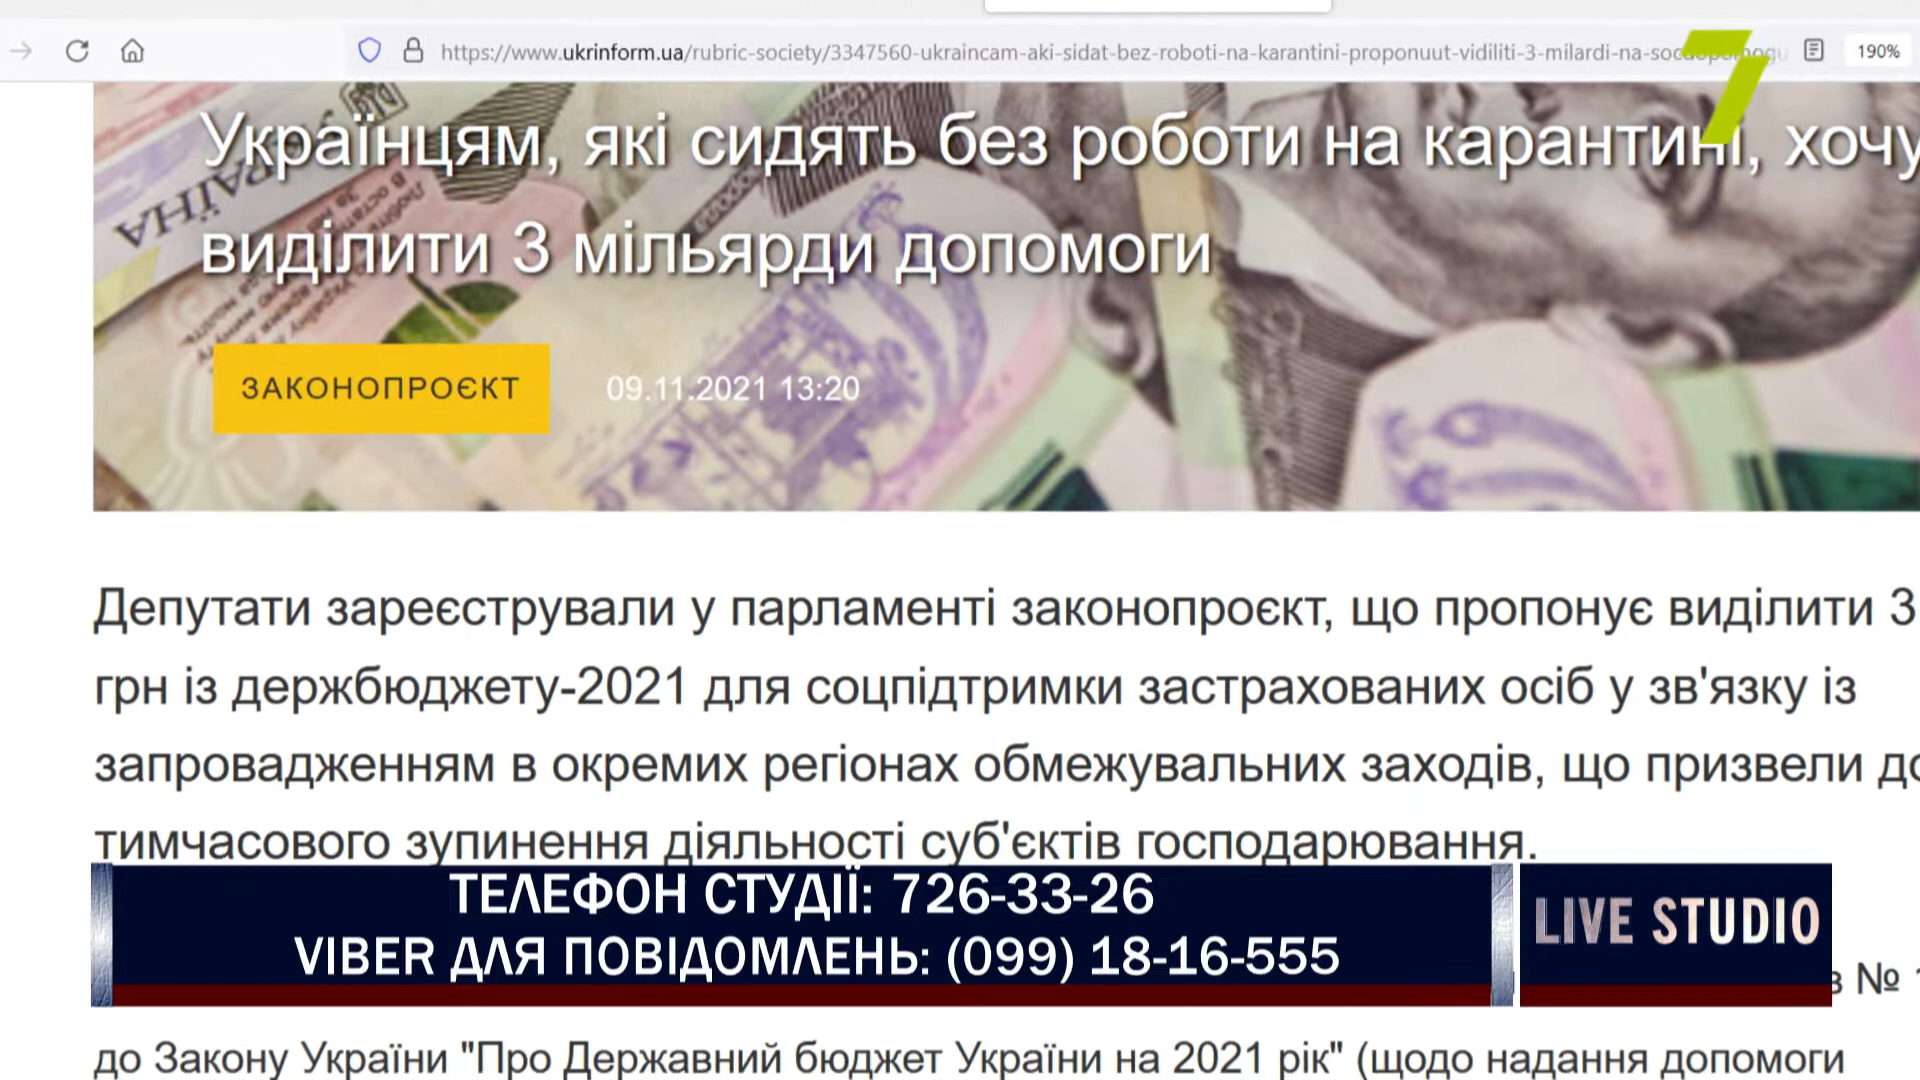 https://www.ukrinform.ua/rubric-society/3347560-ukraincam-aki-sidat-bez-roboti-na-karantini-proponuut-vidiliti-3-milardi-na-socdopomogu
190%
7
Українцям, які сидять без роботи на карантині, хочу
виділити 3 мільярди допомоги
УКРАЇНА
ЗАКОНОПРОЄКТ
09.11.2021 13:20
Депутати зареєстрували у парламенті законопроєкт, що пропонує виділити 3
грн із держбюджету-2021 для соцпідтримки застрахованих осіб у зв'язку із
запровадженням в окремих регіонах обмежувальних заходів, що призвели до
тимчасового зупинення діяльності суб'єктів господарювання.
ТЕЛЕФОН СТУДІЇ: 726-33-26
VIBER ДЛЯ ПОВІДОМЛЕНЬ: (099) 18-16-555
LIVE STUDIO
в № 1
до Закону України "Про Державний бюджет України на 2021 рік" (щодо надання допомоги